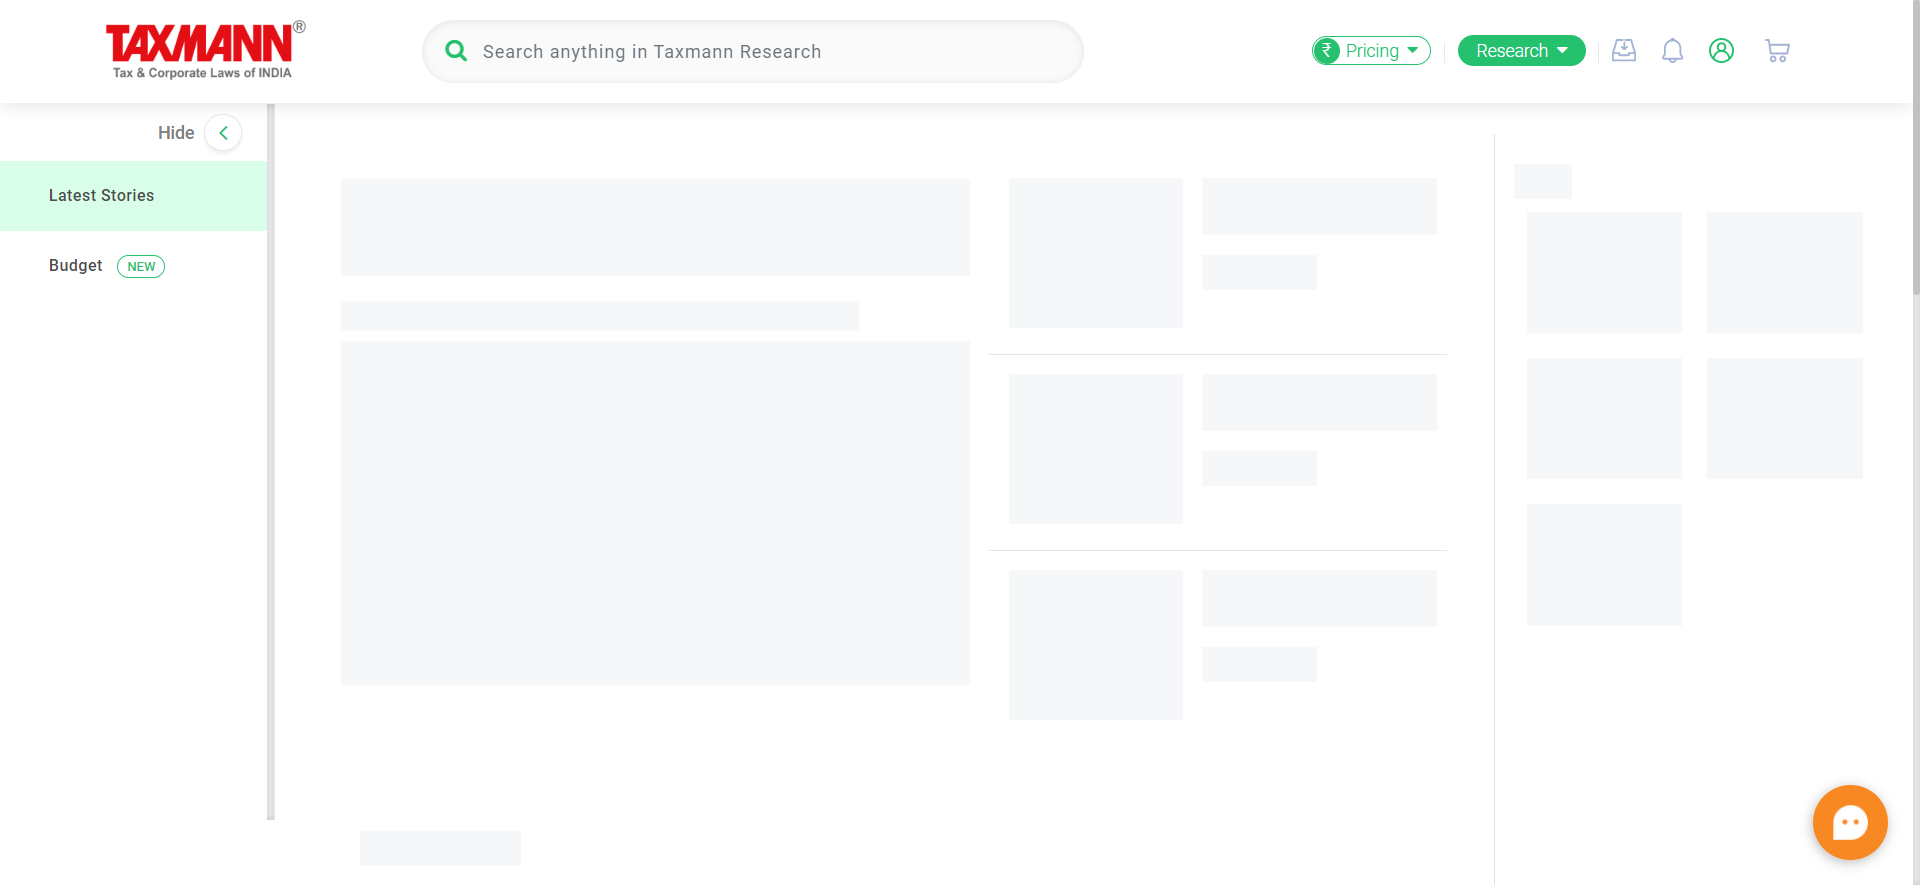 TAXMANN®
Tax & Corporate Laws of INDIA
Search anything in Taxmann Research
₹ Pricing
Research
Hide
Latest Stories
Budget NEW